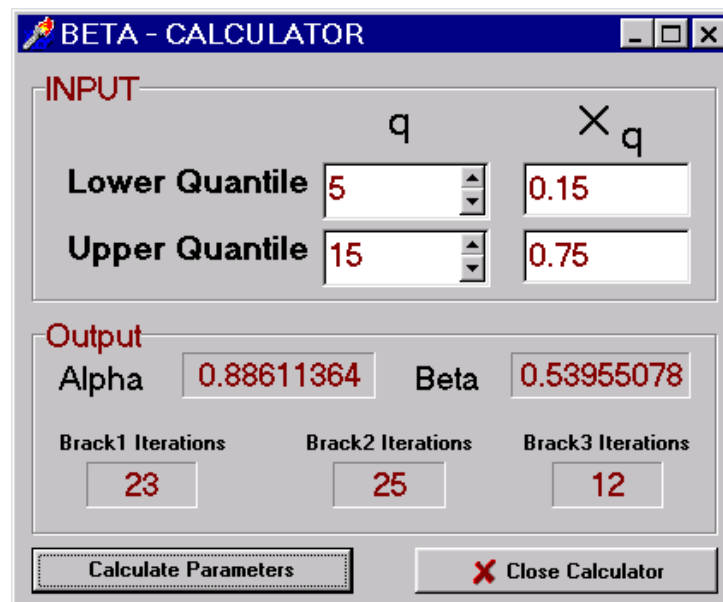 BETA - CALCULATOR
INPUT
q X q
Lower Quantile 5 0.15
Upper Quantile 15 0.75
Output
Alpha 0.88611364 Beta 0.53955078
Brack1 Iterations Brack2 Iterations Brack3 Iterations
23 25 12
Calculate Parameters Close Calculator